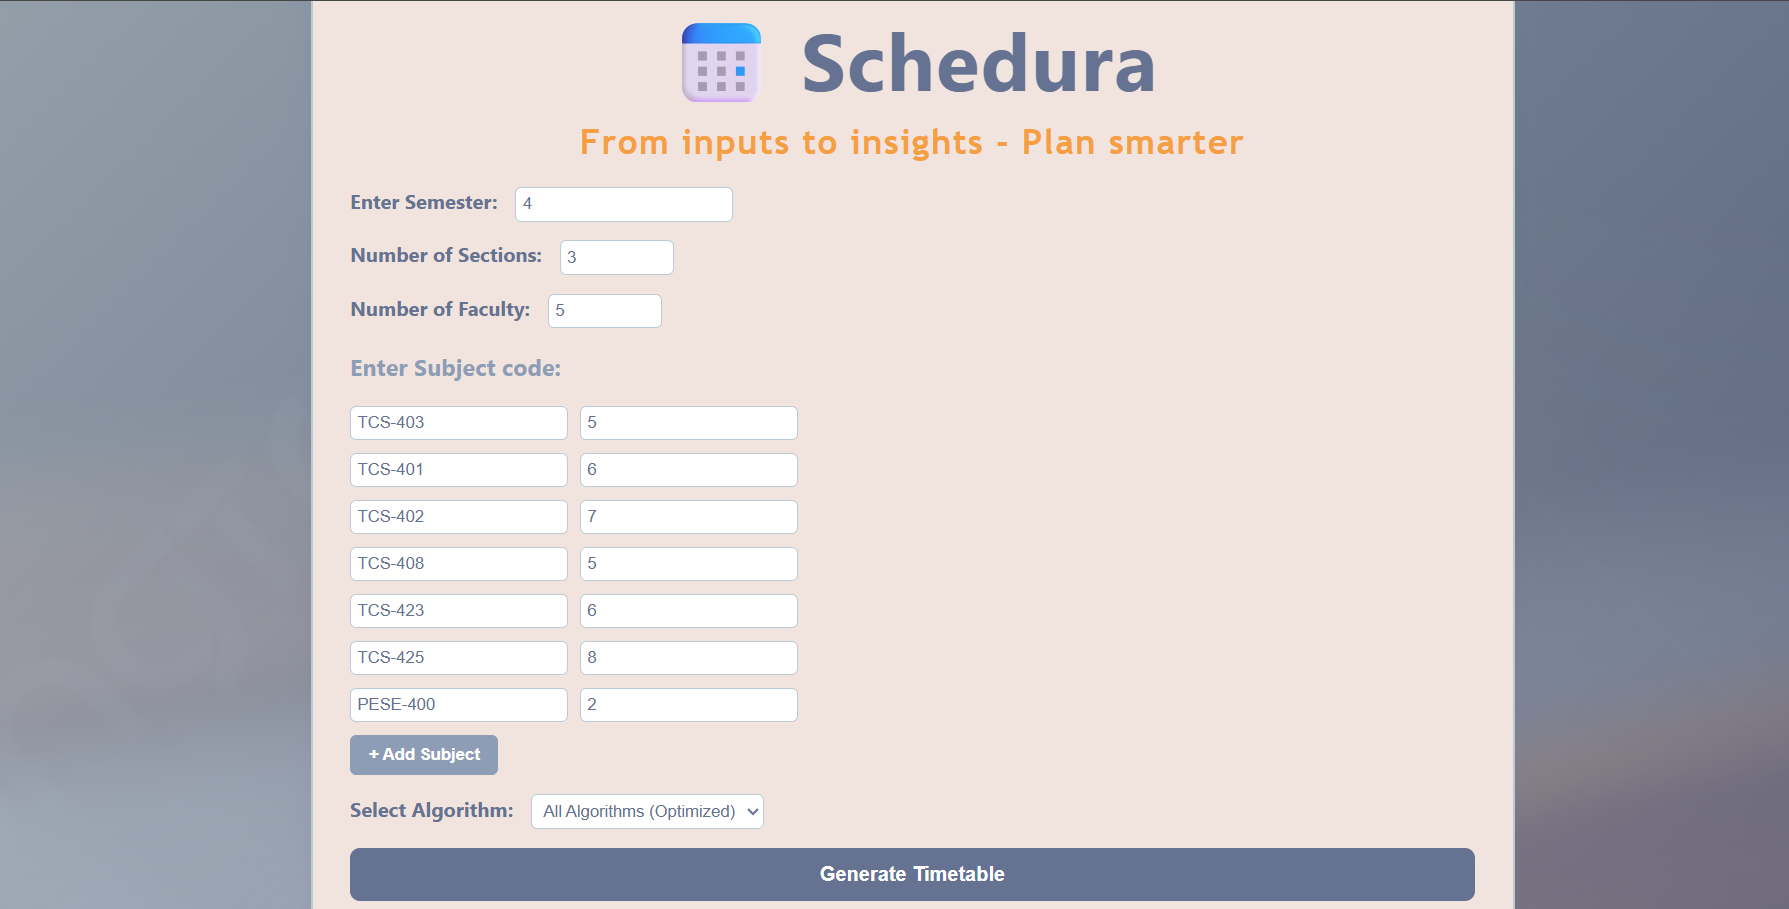 Schedura
From inputs to insights - Plan smarter
Enter Semester: 4
Number of Sections: 3
Number of Faculty: 5
Enter Subject code:
TCS-403 5
TCS-401 6
TCS-402 7
TCS-408 5
TCS-423 6
TCS-425 8
PESE-400 2
+ Add Subject
Select Algorithm: All Algorithms (Optimized)
Generate Timetable